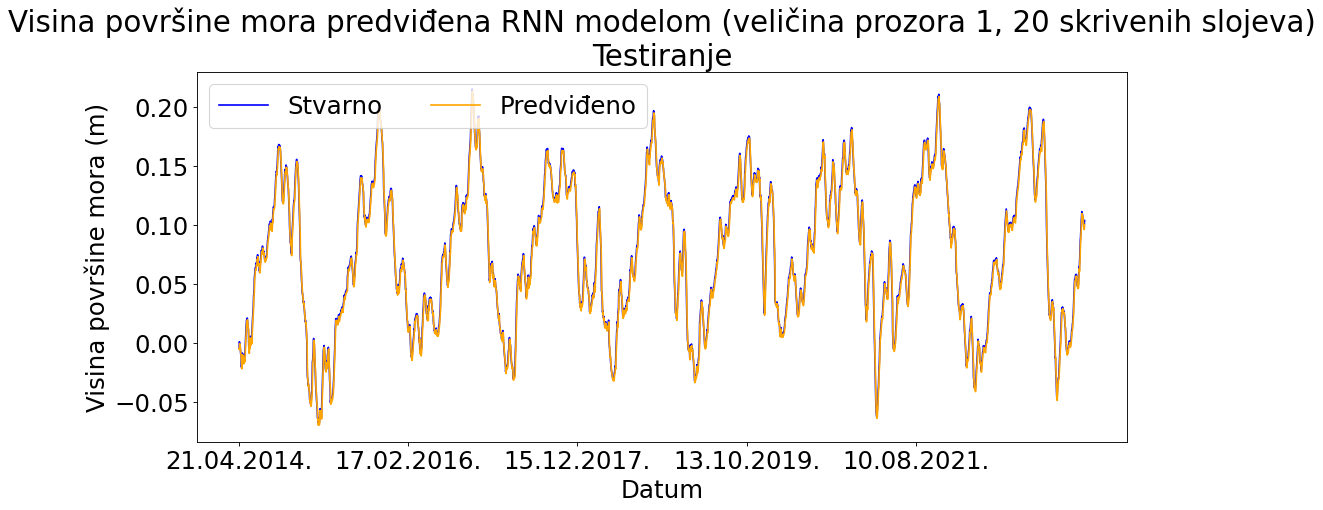 Visina površine mora predviđena RNN modelom (veličina prozora 1, 20 skrivenih slojeva)
Testiranje
Stvarno
Predviđeno
Visina površine mora (m)
0.20
0.15
0.10
0.05
0.00
−0.05
21.04.2014.
17.02.2016.
15.12.2017.
13.10.2019.
10.08.2021.
Datum